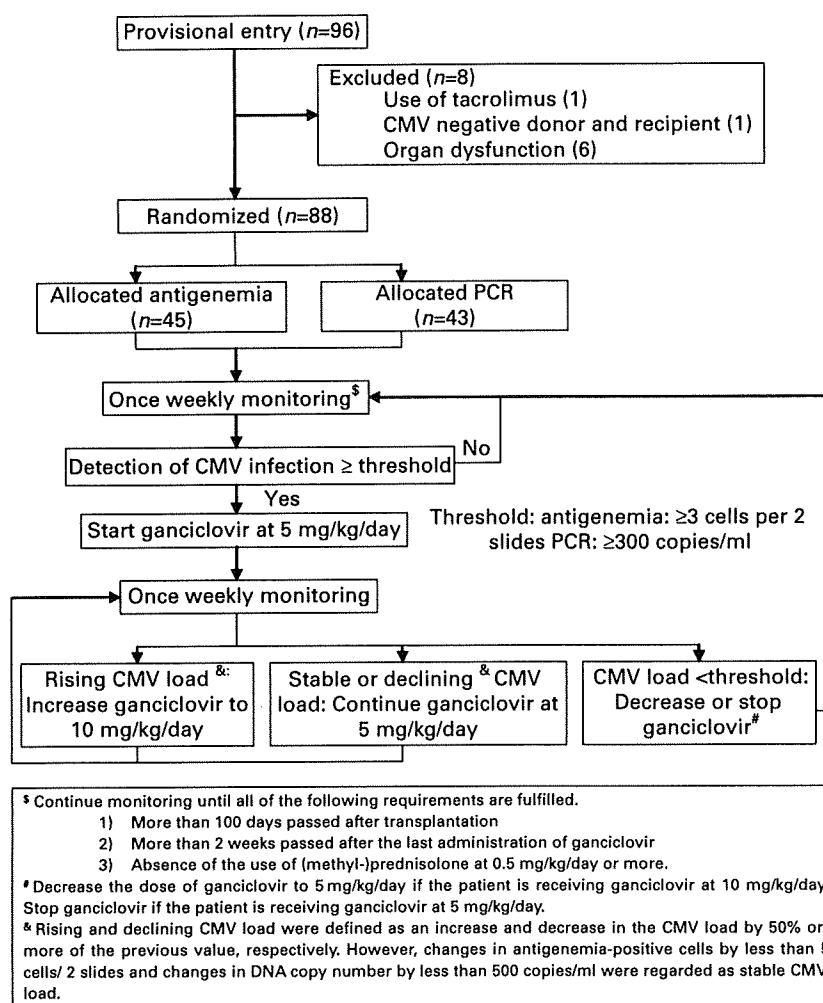 Provisional entry (n=96)
Excluded (n=8)
Use of tacrolimus (1)
CMV negative donor and recipient (1)
Organ dysfunction (6)
Randomized (n=88)
Allocated antigenemia
(n=45)
Allocated PCR
(n=43)
Once weekly monitoring$
No
Detection of CMV infection ≥ threshold
Yes
Start ganciclovir at 5 mg/kg/day
Threshold: antigenemia: ≥3 cells per 2
slides PCR: ≥300 copies/ml
Once weekly monitoring
Rising CMV load &:
Increase ganciclovir to
10 mg/kg/day
Stable or declining & CMV
load: Continue ganciclovir at
5 mg/kg/day
CMV load <threshold:
Decrease or stop
ganciclovir#
$ Continue monitoring until all of the following requirements are fulfilled.
1) More than 100 days passed after transplantation
2) More than 2 weeks passed after the last administration of ganciclovir
3) Absence of the use of (methyl-)prednisolone at 0.5 mg/kg/day or more.
# Decrease the dose of ganciclovir to 5 mg/kg/day if the patient is receiving ganciclovir at 10 mg/kg/day
Stop ganciclovir if the patient is receiving ganciclovir at 5 mg/kg/day.
& Rising and declining CMV load were defined as an increase and decrease in the CMV load by 50% or
more of the previous value, respectively. However, changes in antigenemia-positive cells by less than
cells/ 2 slides and changes in DNA copy number by less than 500 copies/ml were regarded as stable CMV
load.